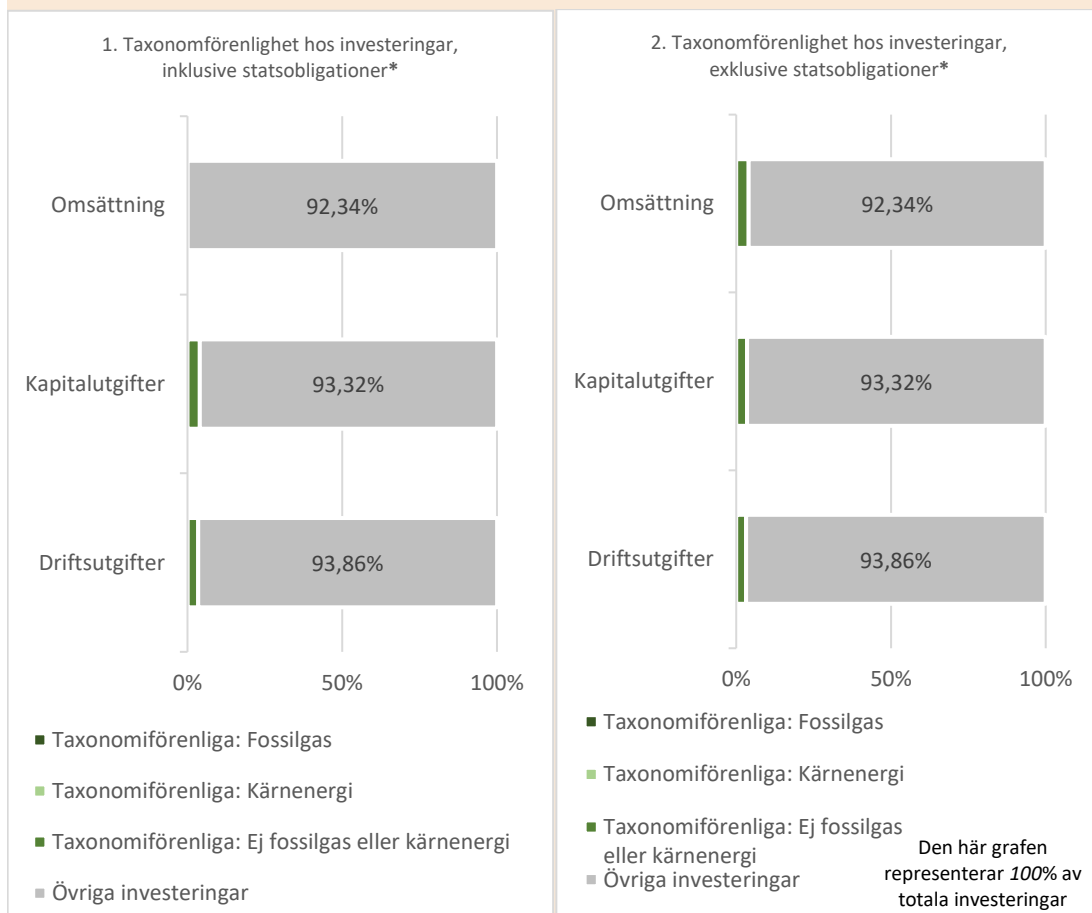 1. Taxonomförenlighet hos investeringar,
inklusive statsobligationer*
Omsättning
92,34%
Kapitalutgifter
93,32%
Driftsutgifter
93,86%
0%
50%
100%
Taxonomiförenliga: Fossilgas
Taxonomiförenliga: Kärnenergi
Taxonomiförenliga: Ej fossilgas eller kärnenergi
Övriga investeringar
2. Taxonomförenlighet hos investeringar,
exklusive statsobligationer*
Omsättning
92,34%
Kapitalutgifter
93,32%
Driftsutgifter
93,86%
0%
50%
100%
Taxonomiförenliga: Fossilgas
Taxonomiförenliga: Kärnenergi
Taxonomiförenliga: Ej fossilgas
eller kärnenergi
Övriga investeringar
Den här grafen
representerar 100% av
totala investeringar